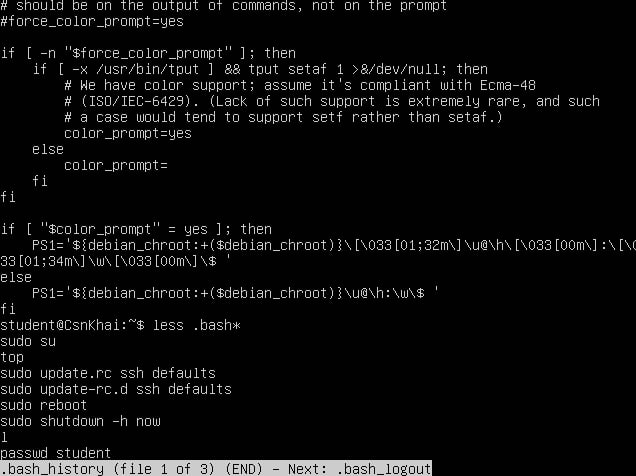 # should be on the output of commands, not on the prompt
#force_color_prompt=yes
if [ -n "$force_color_prompt" ]; then
    if [ -x /usr/bin/tput ] && tput setaf 1 >&/dev/null; then
        # We have color support; assume it's compliant with Ecma-48
        # (ISO/IEC-6429). (Lack of such support is extremely rare, and such
        # a case would tend to support setf rather than setaf.)
        color_prompt=yes
    else
        color_prompt=
    fi
fi
if [ "$color_prompt" = yes ]; then
    PS1='${debian_chroot:+($debian_chroot)}\[\033[01;32m\]\u@\h\[\033[00m\]:\[\0
33[01;34m\]\w\[\033[00m\]\$ '
else
    PS1='${debian_chroot:+($debian_chroot)}\u@\h:\w\$ '
fi
student@CsnKhai:~$ less .bash*
sudo su
top
sudo update.rc ssh defaults
sudo update-rc.d ssh defaults
sudo reboot
sudo shutdown -h now
l
passwd student
.bash_history (file 1 of 3) (END) - Next: .bash_logout